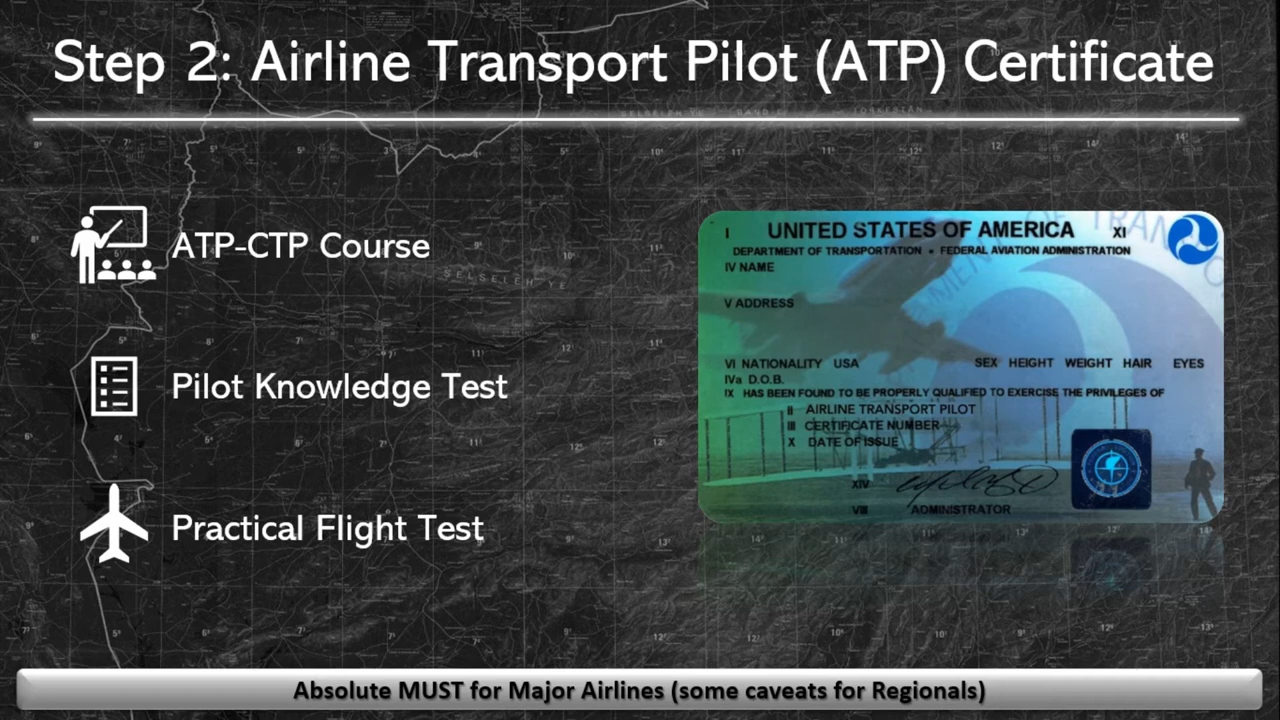 Step 2: Airline Transport Pilot (ATP) Certificate
ATP-CTP Course
Pilot Knowledge Test
Practical Flight Test
I UNITED STATES OF AMERICA XI
DEPARTMENT OF TRANSPORTATION • FEDERAL AVIATION ADMINISTRATION
IV NAME
V ADDRESS
VI NATIONALITY USA SEX HEIGHT WEIGHT HAIR EYES
IVa D.O.B.
IX HAS BEEN FOUND TO BE PROPERLY QUALIFIED TO EXERCISE THE PRIVILEGES OF
II AIRLINE TRANSPORT PILOT
III CERTIFICATE NUMBER
X DATE OF ISSUE
XIV
VIII ADMINISTRATOR
Absolute MUST for Major Airlines (some caveats for Regionals)